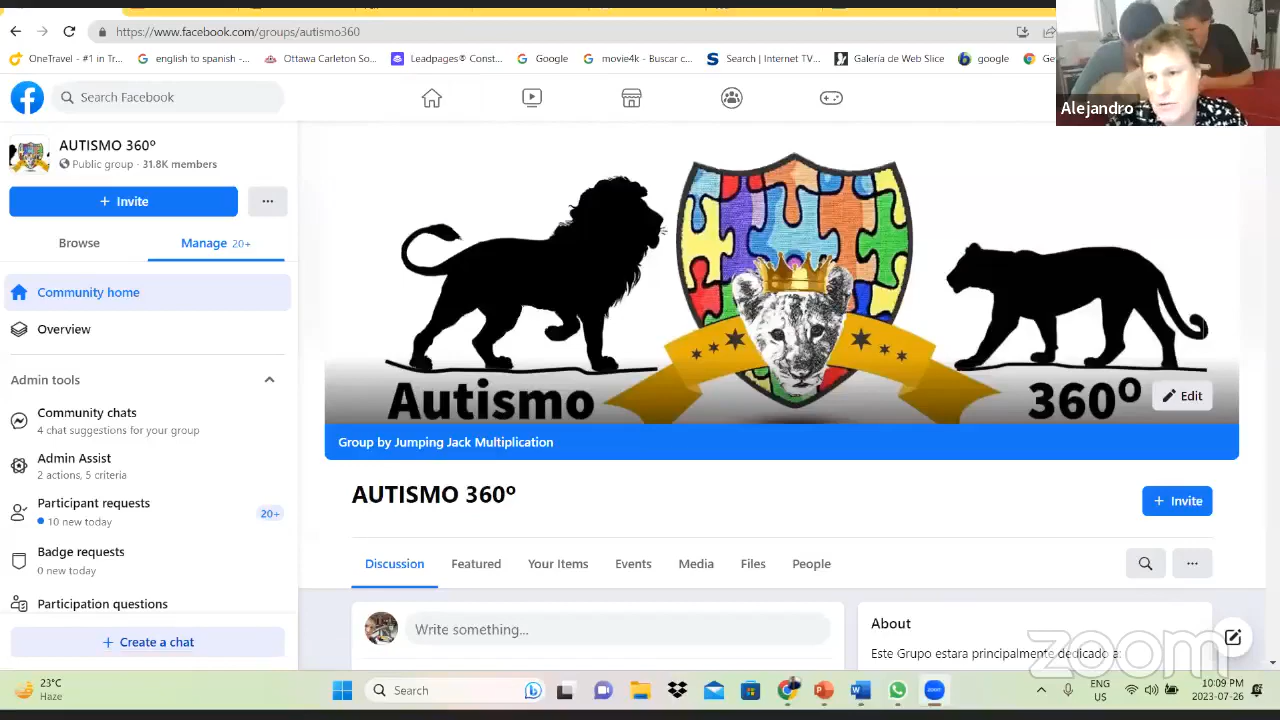 https://www.facebook.com/groups/autismo360
OneTravel - #1 in Tr...
english to spanish -...
Ottawa Carleton So...
Leadpages® Const...
Google
movie4k - Buscar c...
Search | Internet TV...
Galería de Web Slice
google
Ge
Alejandro
Search Facebook
AUTISMO 360º
Public group · 31.8K members
+ Invite
...
Browse
Manage 20+
Community home
Overview
Admin tools
Community chats
4 chat suggestions for your group
Admin Assist
2 actions, 5 criteria
Participant requests
10 new today
20+
Badge requests
0 new today
Participation questions
+ Create a chat
Autismo
360º
Edit
Group by Jumping Jack Multiplication
AUTISMO 360º
+ Invite
Discussion
Featured
Your Items
Events
Media
Files
People
...
Write something...
About
Este Grupo estara principalmente dedicado a:
zoom
23°C
Haze
Search
zoom
ENG
US
10:09 PM
2023-07-26